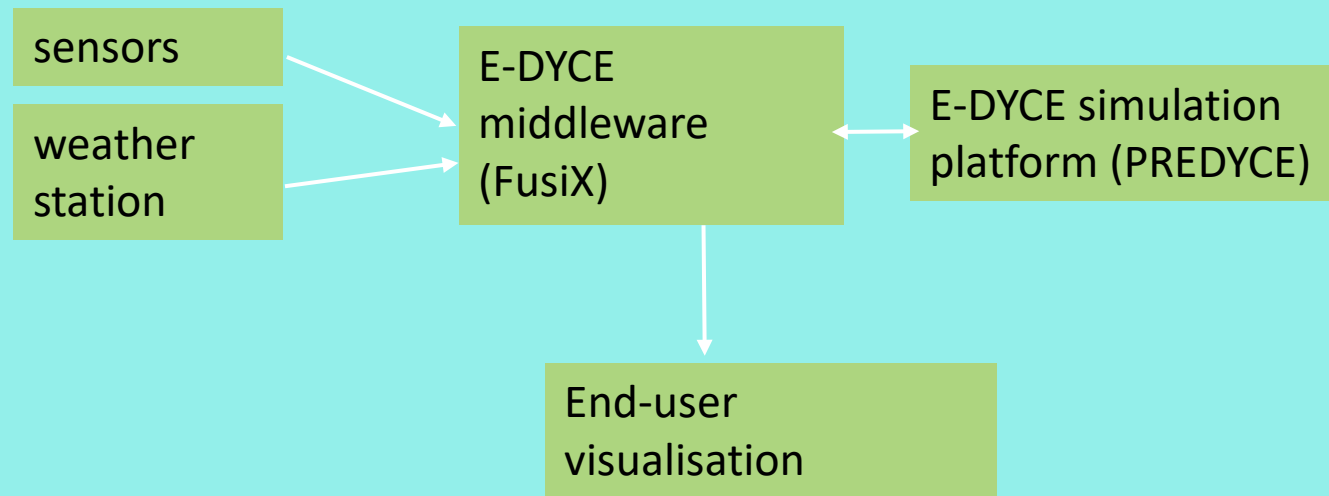 sensors
weather
station
E-DYCE
middleware
(FusiX)
E-DYCE simulation
platform (PREDYCE)
End-user
visualisation